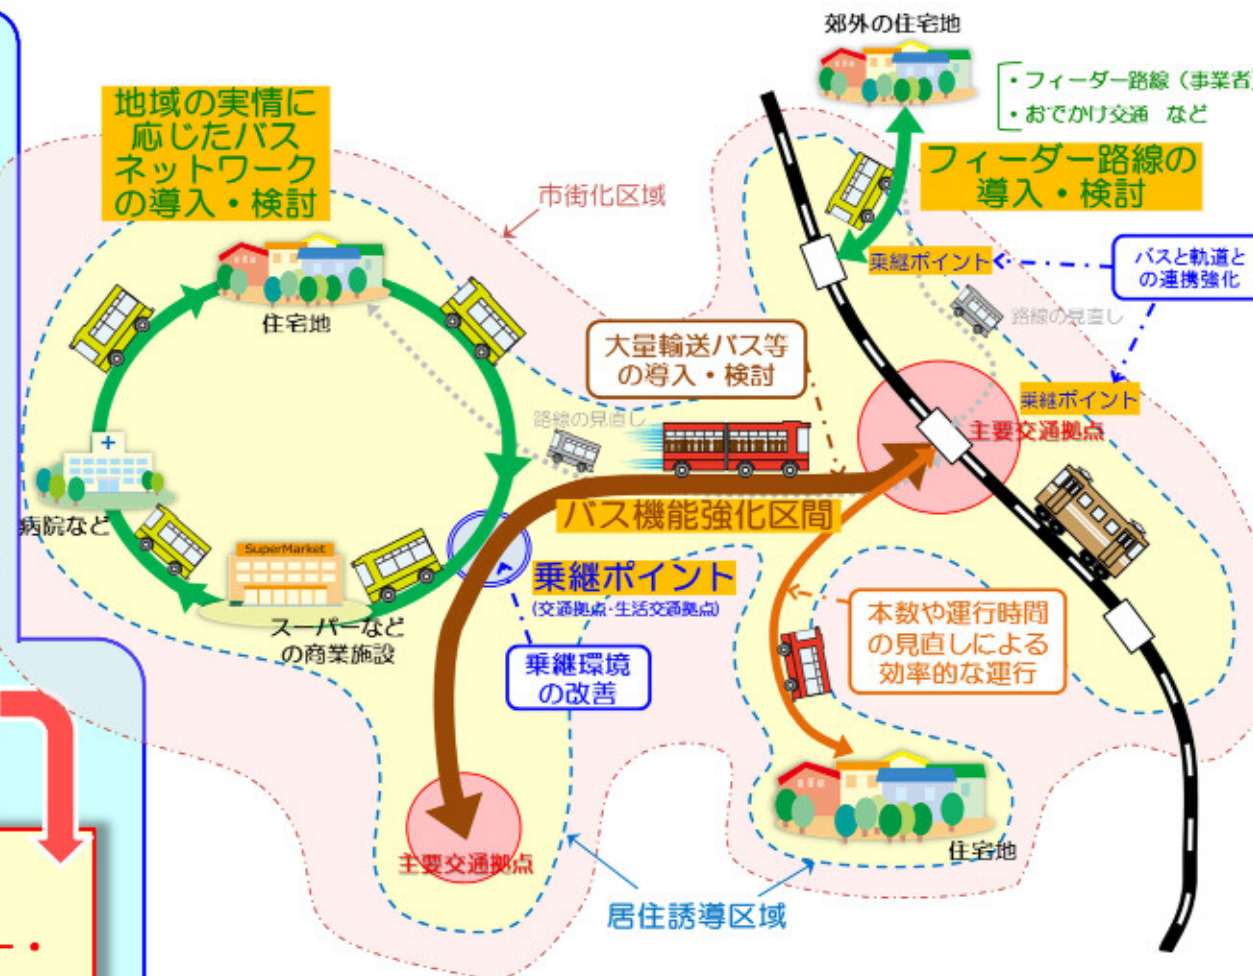 郊外の住宅地
・フィーダー路線（事業者）
・おでかけ交通 など
地域の実情に
応じたバス
ネットワーク
の導入・検討
フィーダー路線の
導入・検討
市街化区域
乗継ポイント
バスと軌道と
の連携強化
住宅地
路線の見直し
大量輸送バス等
の導入・検討
乗継ポイント
路線の見直し
主要交通拠点
病院など
バス機能強化区間
SuperMarket
乗継ポイント
(交通拠点・生活交通拠点)
スーパーなど
の商業施設
本数や運行時間
の見直しによる
効率的な運行
乗継環境
の改善
主要交通拠点
住宅地
居住誘導区域